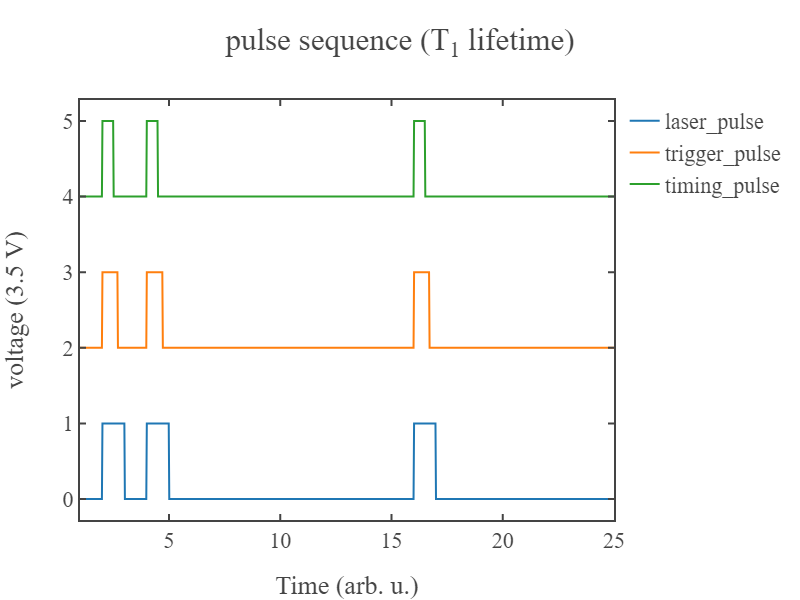 pulse sequence (T₁ lifetime)
laser_pulse
trigger_pulse
timing_pulse
voltage (3.5 V)
5
4
3
2
1
0
5
10
15
20
25
Time (arb. u.)